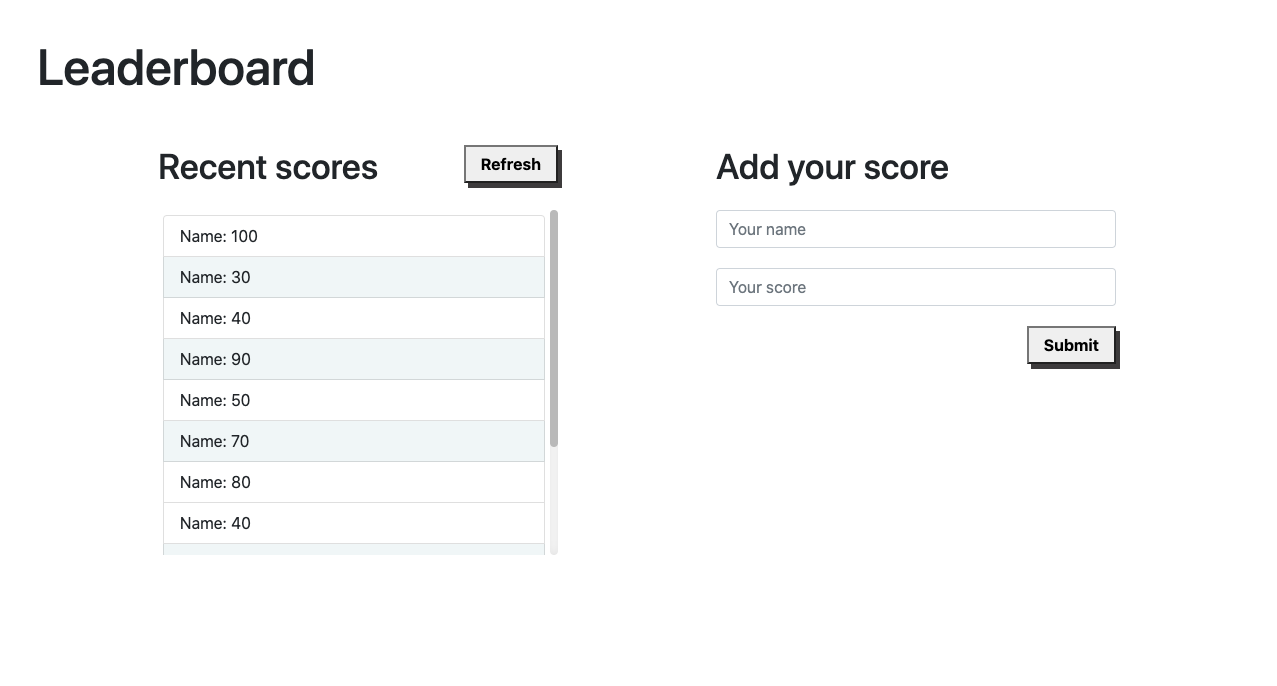 Leaderboard
Recent scores
Refresh
Name: 100
Name: 30
Name: 40
Name: 90
Name: 50
Name: 70
Name: 80
Name: 40
Add your score
Your name
Your score
Submit